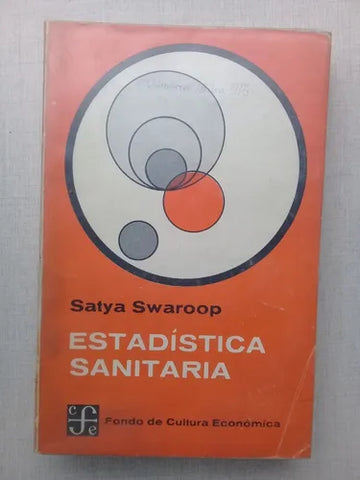 Satya Swaroop
ESTADÍSTICA
SANITARIA
c f e
Fondo de Cultura Económica